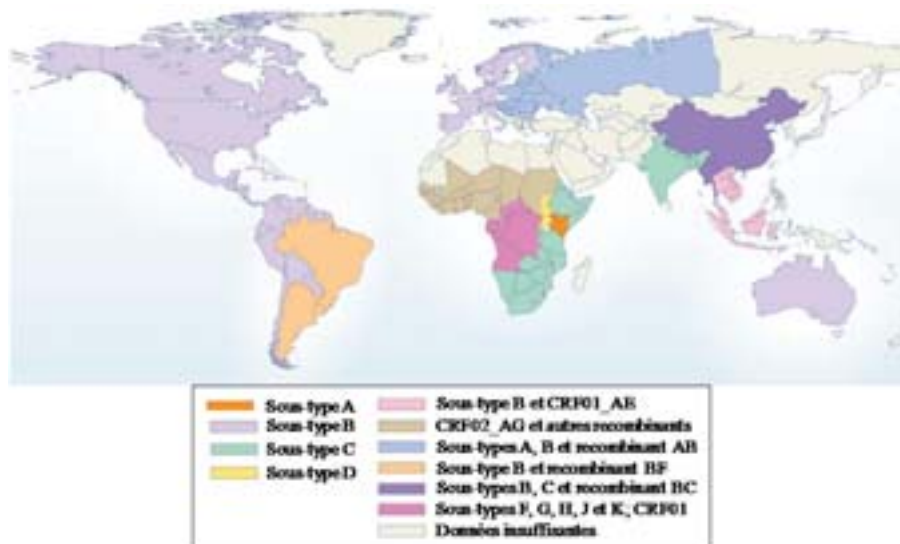 Sous-type A
Sous-type B
Sous-type C
Sous-type D
Sous-type B et CRF01_AE
CRF02_AG et autres recombinants
Sous-types A, B et recombinant AB
Sous-type B et recombinant BF
Sous-types B, C et recombinant BC
Sous-types F, G, H, J et K; CRF01
Données insuffisantes